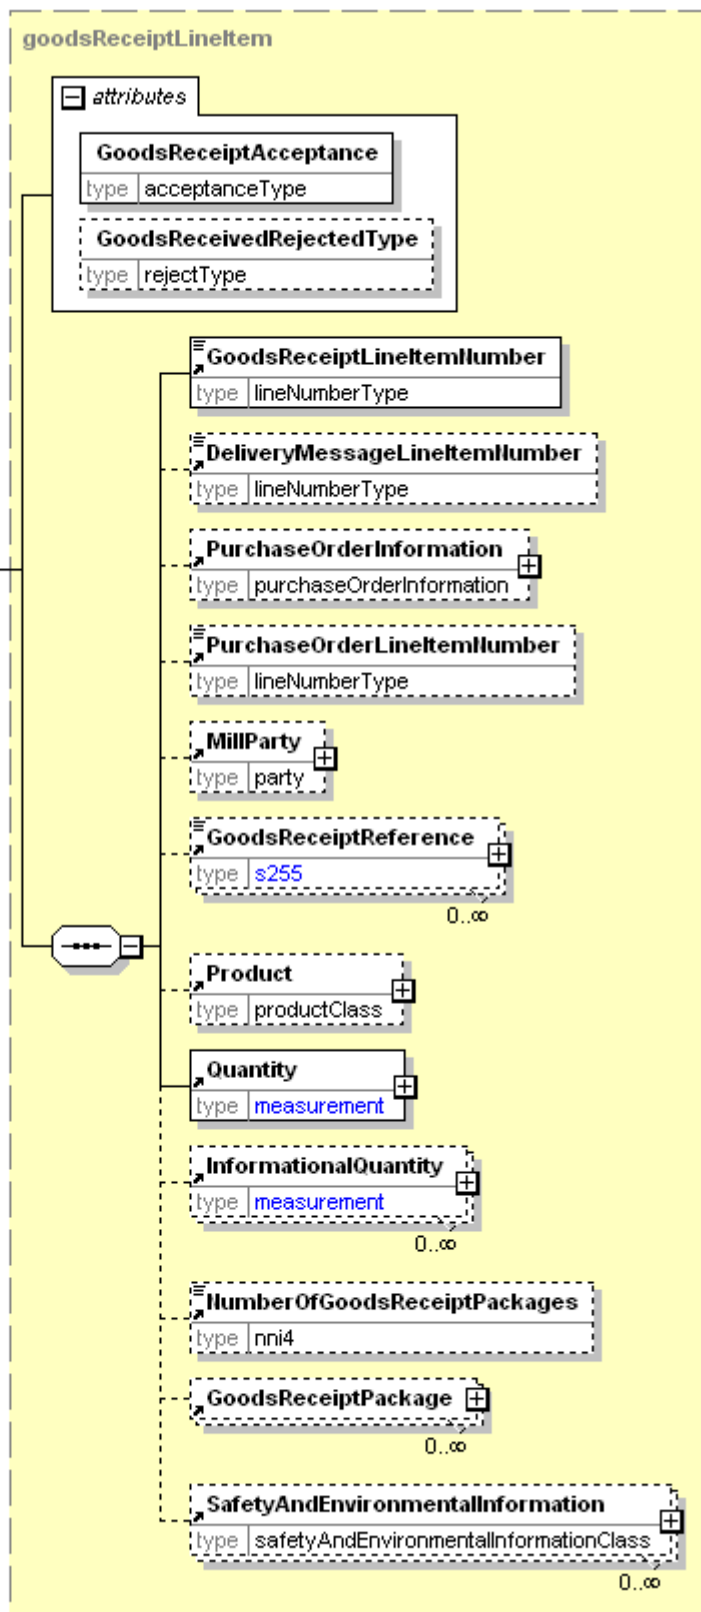 goodsReceiptLineItem
attributes
GoodsReceiptAcceptance
type acceptanceType
GoodsReceivedRejectedType
type rejectType
GoodsReceiptLineItemNumber
type lineNumberType
DeliveryMessageLineItemNumber
type lineNumberType
PurchaseOrderInformation
type purchaseOrderInformation
PurchaseOrderLineItemNumber
type lineNumberType
MillParty
type party
GoodsReceiptReference
type s255
0..∞
Product
type productClass
Quantity
type measurement
InformationalQuantity
type measurement
0..∞
NumberOfGoodsReceiptPackages
type nni4
GoodsReceiptPackage
0..∞
SafetyAndEnvironmentalInformation
type safetyAndEnvironmentalInformationClass
0..∞